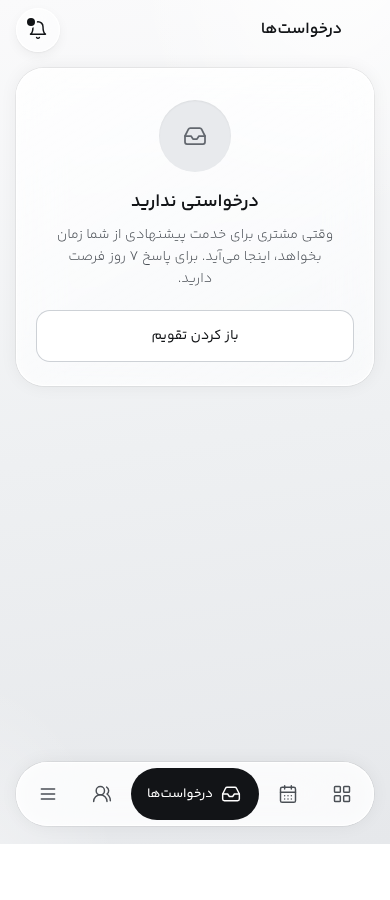 درخواست‌ها
درخواستی ندارید
وقتی مشتری برای خدمت پیشنهادی از شما زمان
بخواهد، اینجا می‌آید. برای پاسخ ۷ روز فرصت
دارید.
باز کردن تقویم
درخواست‌ها